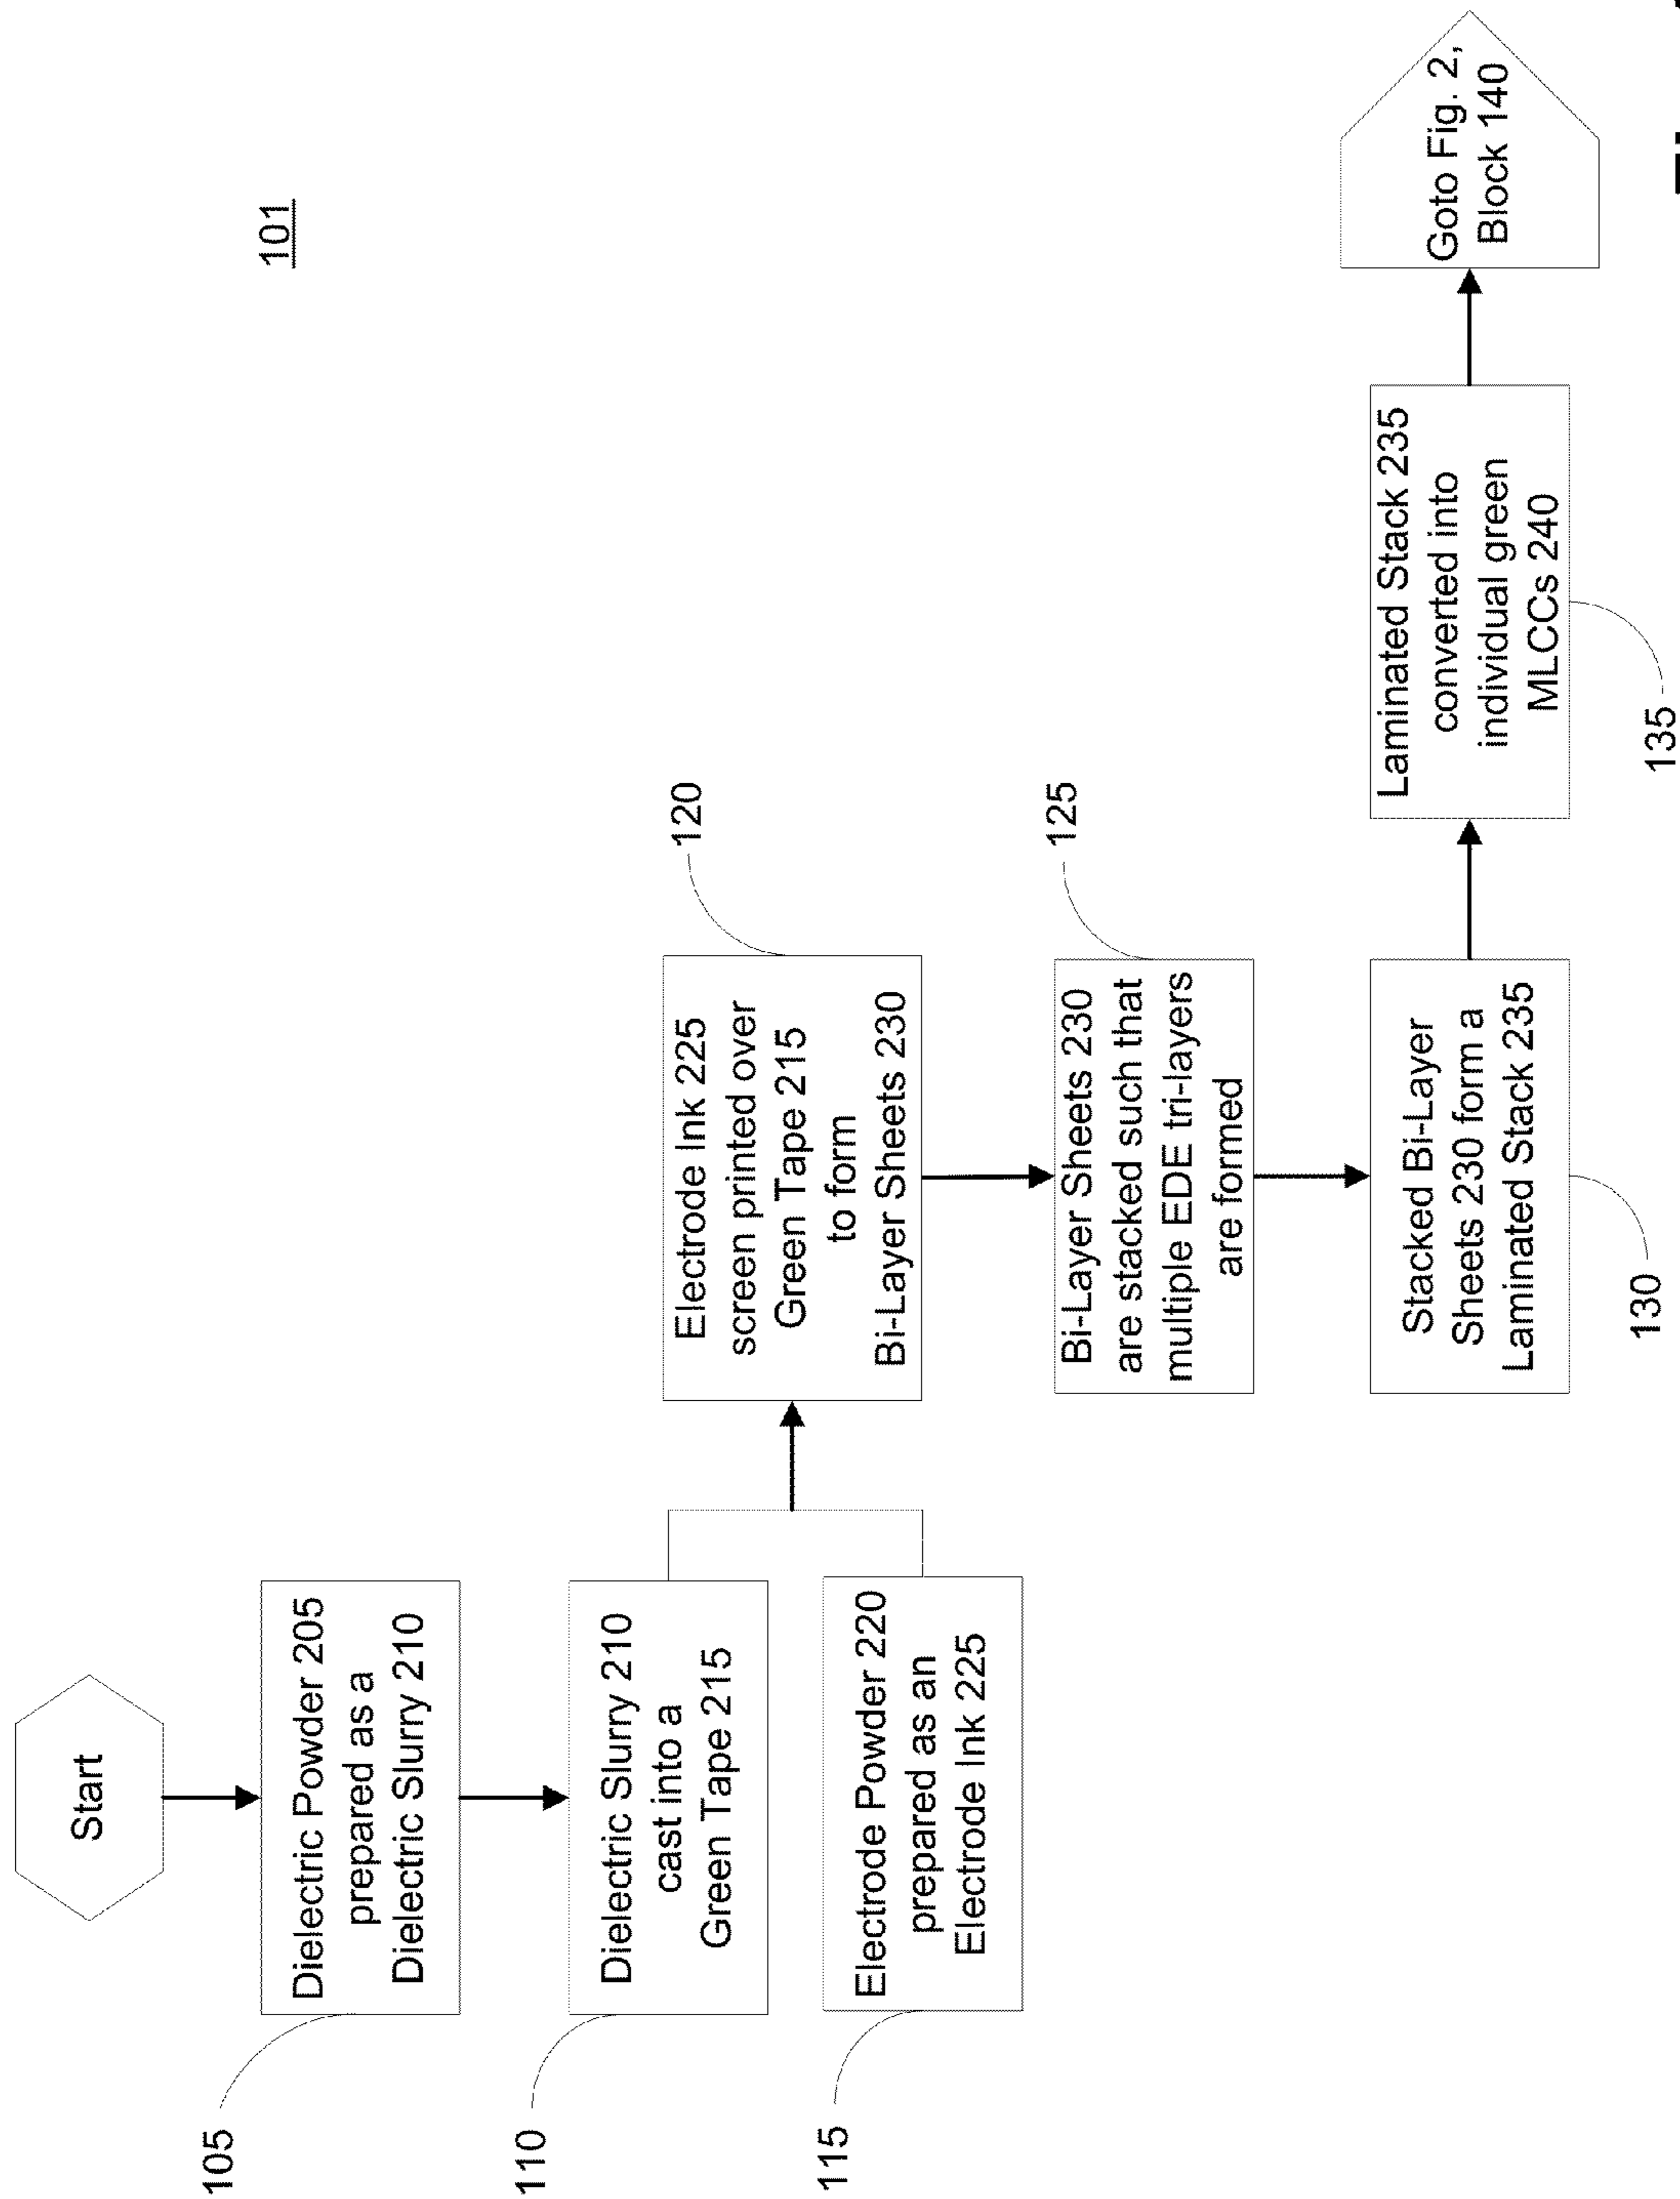 101
Start
105
Dielectric Powder 205
prepared as a
Dielectric Slurry 210
110
Dielectric Slurry 210
cast into a
Green Tape 215
115
Electrode Powder 220
prepared as an
Electrode Ink 225
120
Electrode Ink 225
screen printed over
Green Tape 215
to form
Bi-Layer Sheets 230
125
Bi-Layer Sheets 230
are stacked such that
multiple EDE tri-layers
are formed
130
Stacked Bi-Layer
Sheets 230 form a
Laminated Stack 235
135
Laminated Stack 235
converted into
individual green
MLCCs 240
Goto Fig. 2,
Block 140